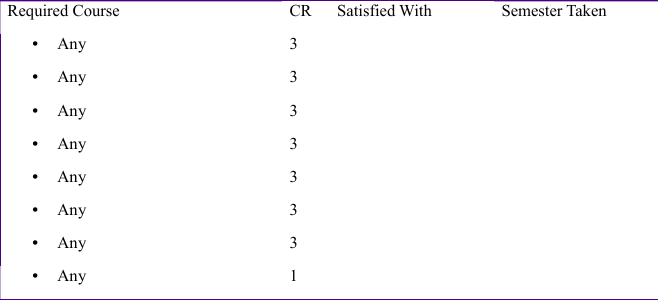 Required Course CR Satisfied With Semester Taken
• Any 3
• Any 3
• Any 3
• Any 3
• Any 3
• Any 3
• Any 3
• Any 1